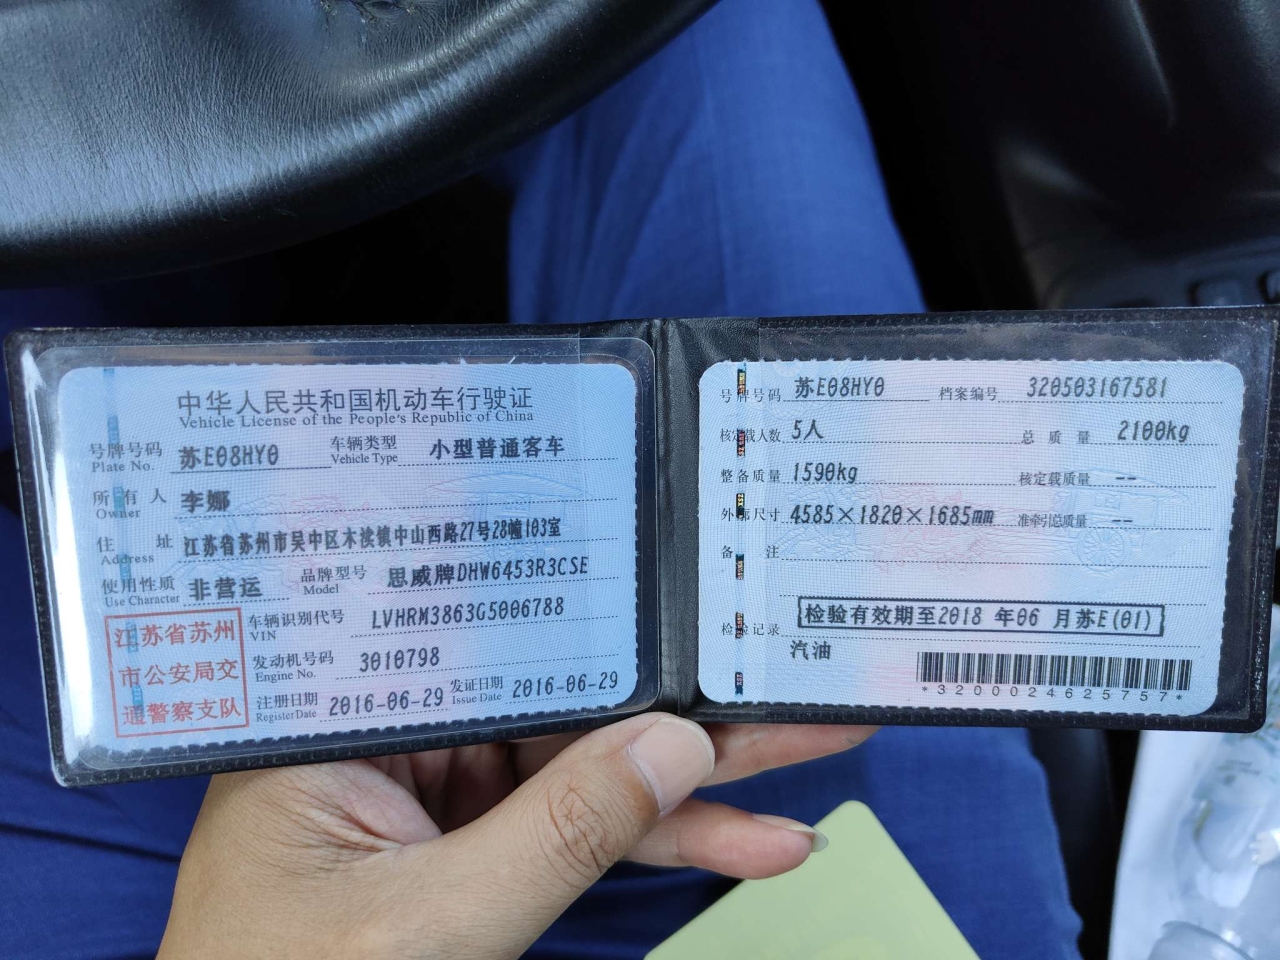 中华人民共和国机动车行驶证
Vehicle License of the People's Republic of China
号牌号码 苏E08HY0 车辆类型 小型普通客车
Plate No. Vehicle Type
所有人 李娜
Owner
住址 江苏省苏州市吴中区木渎镇中山西路27号28幢103室
Address
使用性质 非营运 品牌型号 思威牌DHW6453R3CSE
Use Character Model
车辆识别代号 LVHRM3863G5006788
VIN
发动机号码 3010798
Engine No.
注册日期 2016-06-29 发证日期 2016-06-29
Register Date Issue Date
江苏省苏州
市公安局交
通警察支队
号牌号码 苏E08HY0 档案编号 320503167581
核定载人数 5人 总质量 2100kg
整备质量 1590kg 核定载质量 --
外廓尺寸 4585×1820×1685mm 准牵引总质量 --
备注
检验有效期至2018 年06 月苏E(01)
检验记录
汽油
*3200024625757*